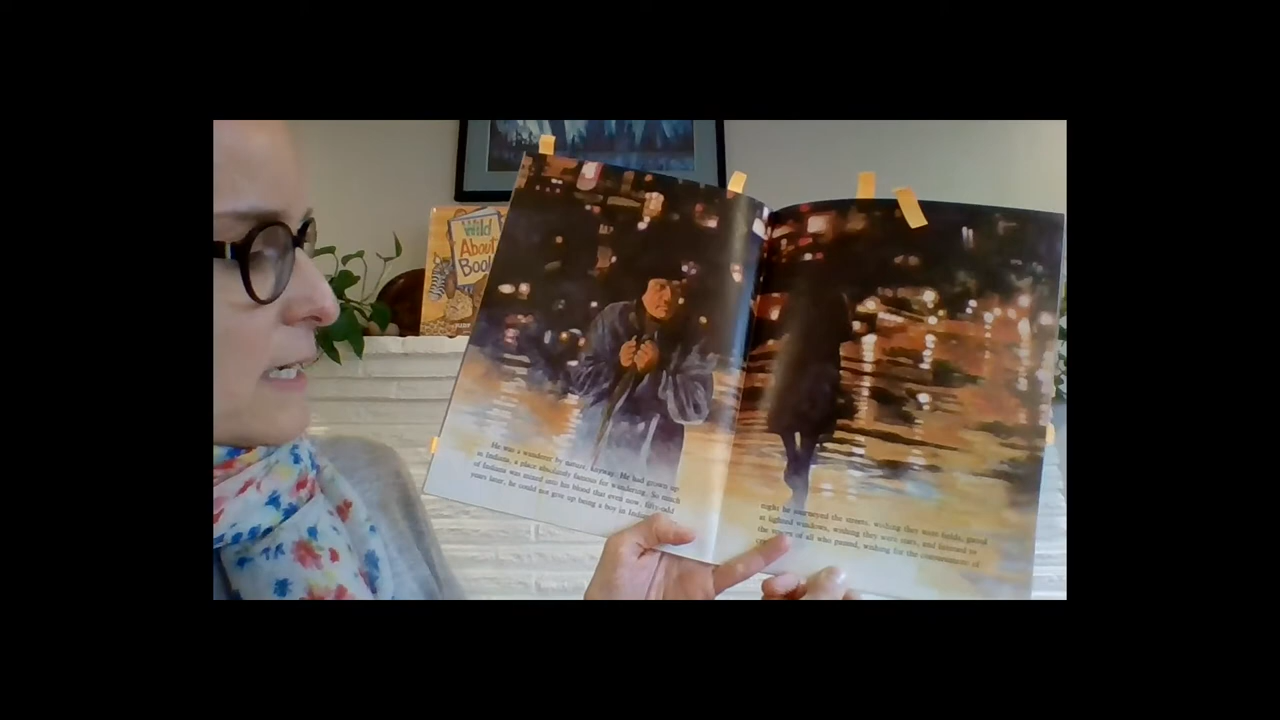 Wild
About
Book
He was a wanderer by nature, anyway. He had grown up
in Indiana, a place absolutely famous for wandering. So much
of Indiana was mixed into his blood that even now, fifty-odd
years later, he could not give up being a boy in
night he journeyed the streets, wishing they were fields, gazed
at lighted windows, wishing they were stars, and listened to
the voices of all who passed, wishing for the conversations of